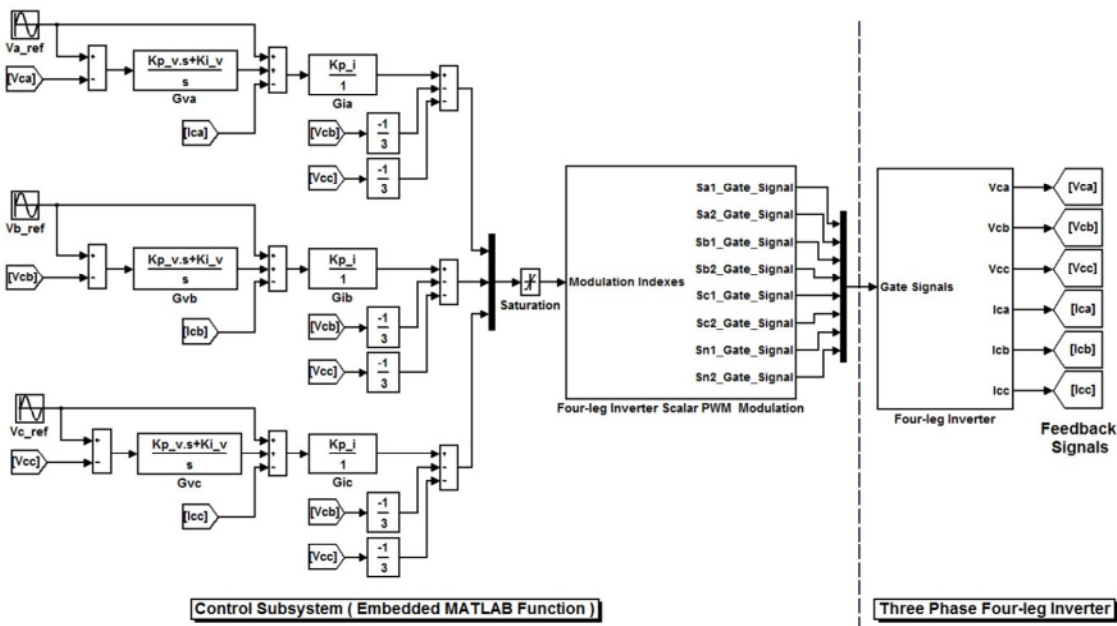 Va_ref
[Vca]
Kp_v.s+Ki_v
s
Gva
[Ica]
Kp_i
1
Gia
[Vcb]
-1
3
[Vcc]
-1
3
Vb_ref
[Vcb]
Kp_v.s+Ki_v
s
Gvb
[Icb]
Kp_i
1
Gib
[Vcb]
-1
3
[Vcc]
-1
3
Vc_ref
[Vcc]
Kp_v.s+Ki_v
s
Gvc
[Icc]
Kp_i
1
Gic
[Vcb]
-1
3
[Vcc]
-1
3
Saturation
Modulation Indexes
Sa1_Gate_Signal
Sa2_Gate_Signal
Sb1_Gate_Signal
Sb2_Gate_Signal
Sc1_Gate_Signal
Sc2_Gate_Signal
Sn1_Gate_Signal
Sn2_Gate_Signal
Four-leg Inverter Scalar PWM Modulation
Gate Signals
Vca
Vcb
Vcc
Ica
Icb
Icc
Four-leg Inverter
[Vca]
[Vcb]
[Vcc]
[Ica]
[Icb]
[Icc]
Feedback
Signals
Control Subsystem ( Embedded MATLAB Function )
Three Phase Four-leg Inverter